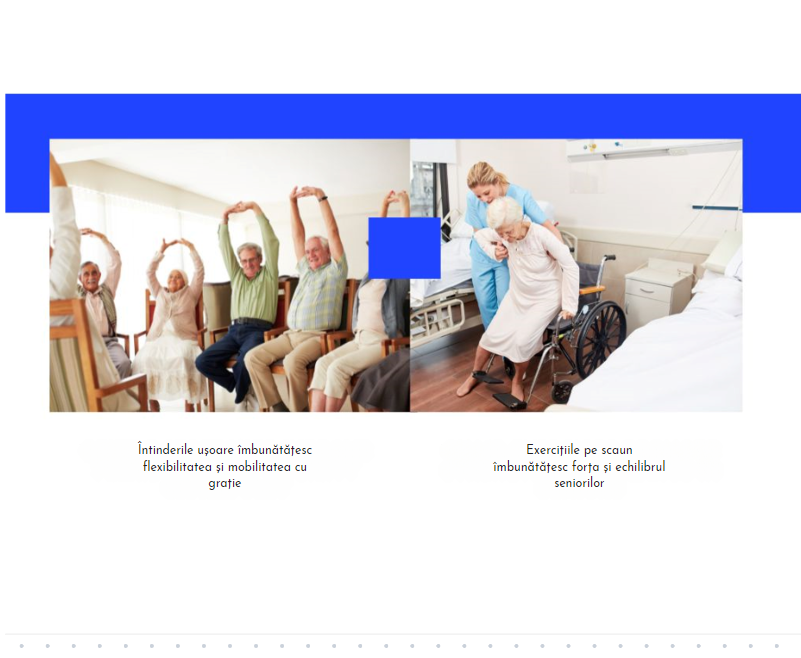 Întinderile ușoare îmbunătățesc
flexibilitatea și mobilitatea cu
grație
Exercițiile pe scaun
îmbunătățesc forța și echilibrul
seniorilor